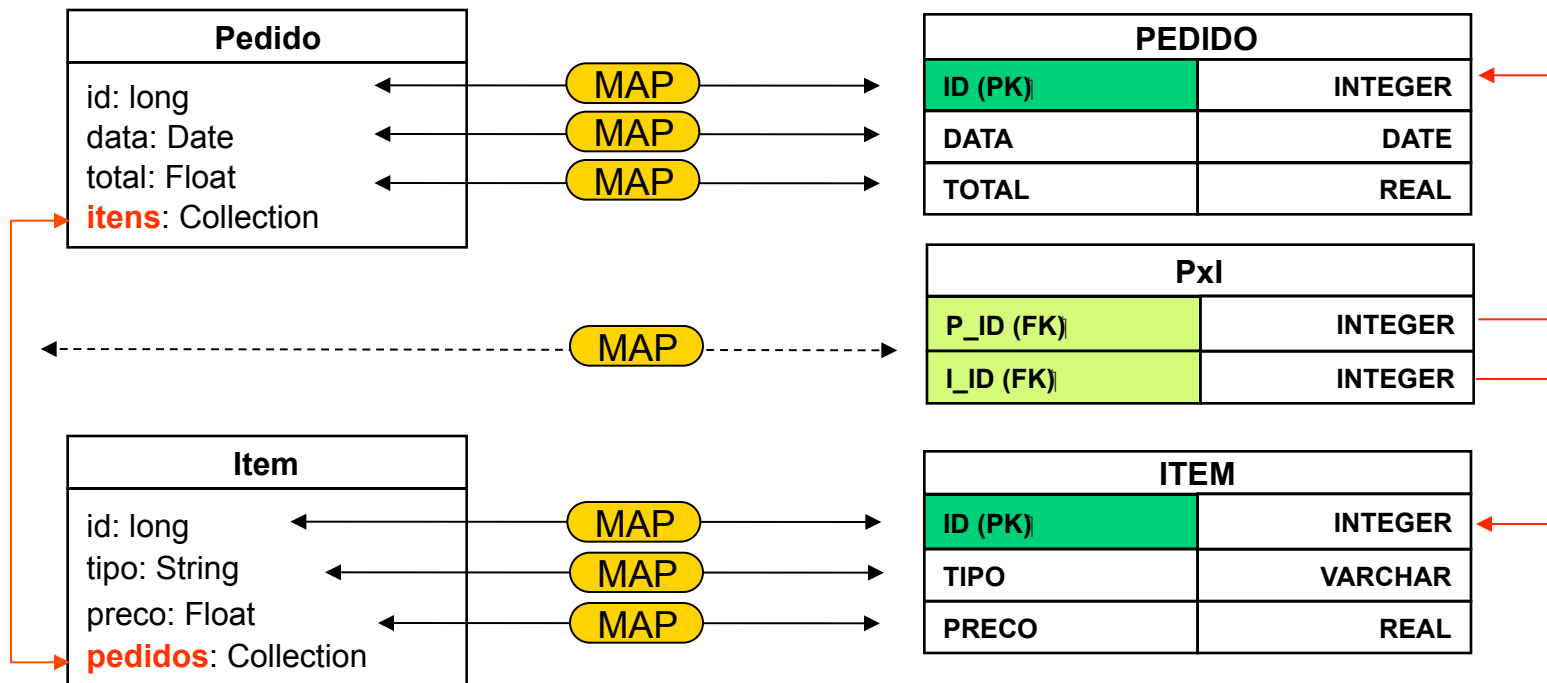 Pedido
id: long
data: Date
total: Float
itens: Collection
MAP
MAP
MAP
PEDIDO
ID (PK) INTEGER
DATA DATE
TOTAL REAL
MAP
PxI
P_ID (FK) INTEGER
I_ID (FK) INTEGER
Item
id: long
tipo: String
preco: Float
pedidos: Collection
MAP
MAP
MAP
ITEM
ID (PK) INTEGER
TIPO VARCHAR
PRECO REAL